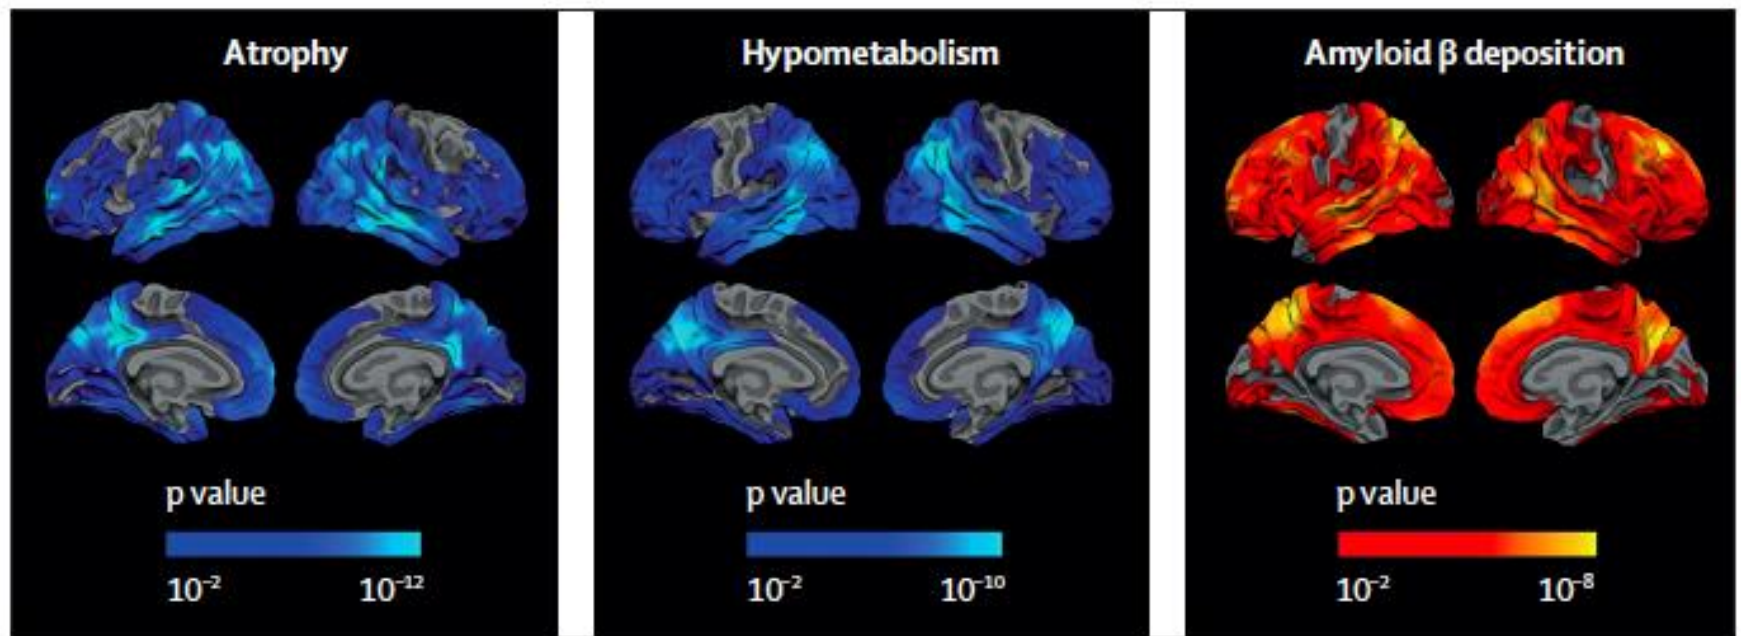 Atrophy
p value
10⁻² 10⁻¹²
Hypometabolism
p value
10⁻² 10⁻¹⁰
Amyloid β deposition
p value
10⁻² 10⁻⁸